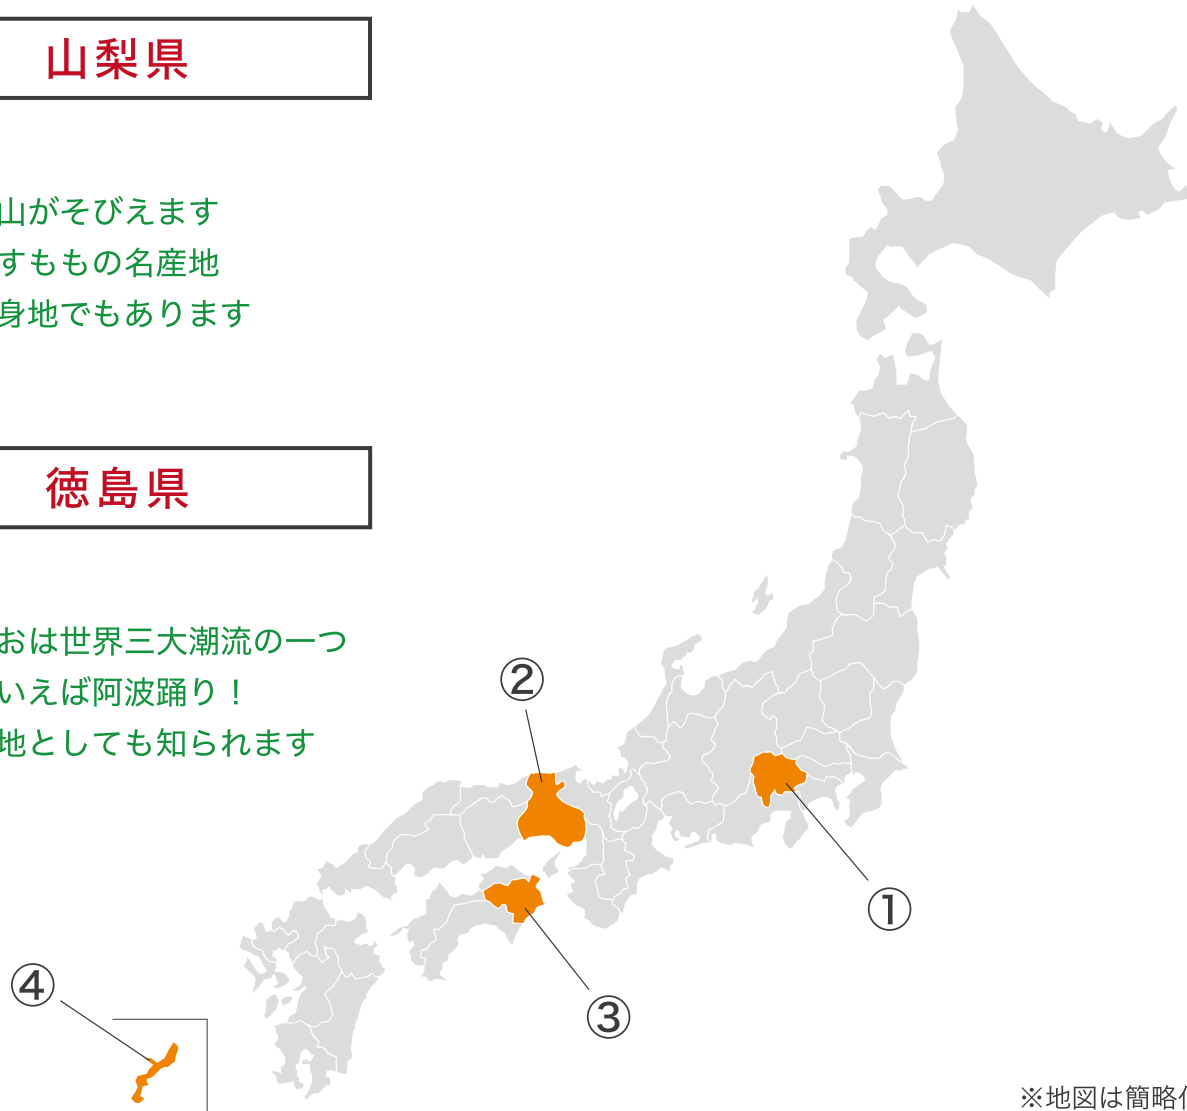 山梨県
山がそびえます
すももの名産地
身地でもあります
徳島県
おは世界三大潮流の一つ
いえば阿波踊り！
地としても知られます
②
①
③
④
※地図は簡略化